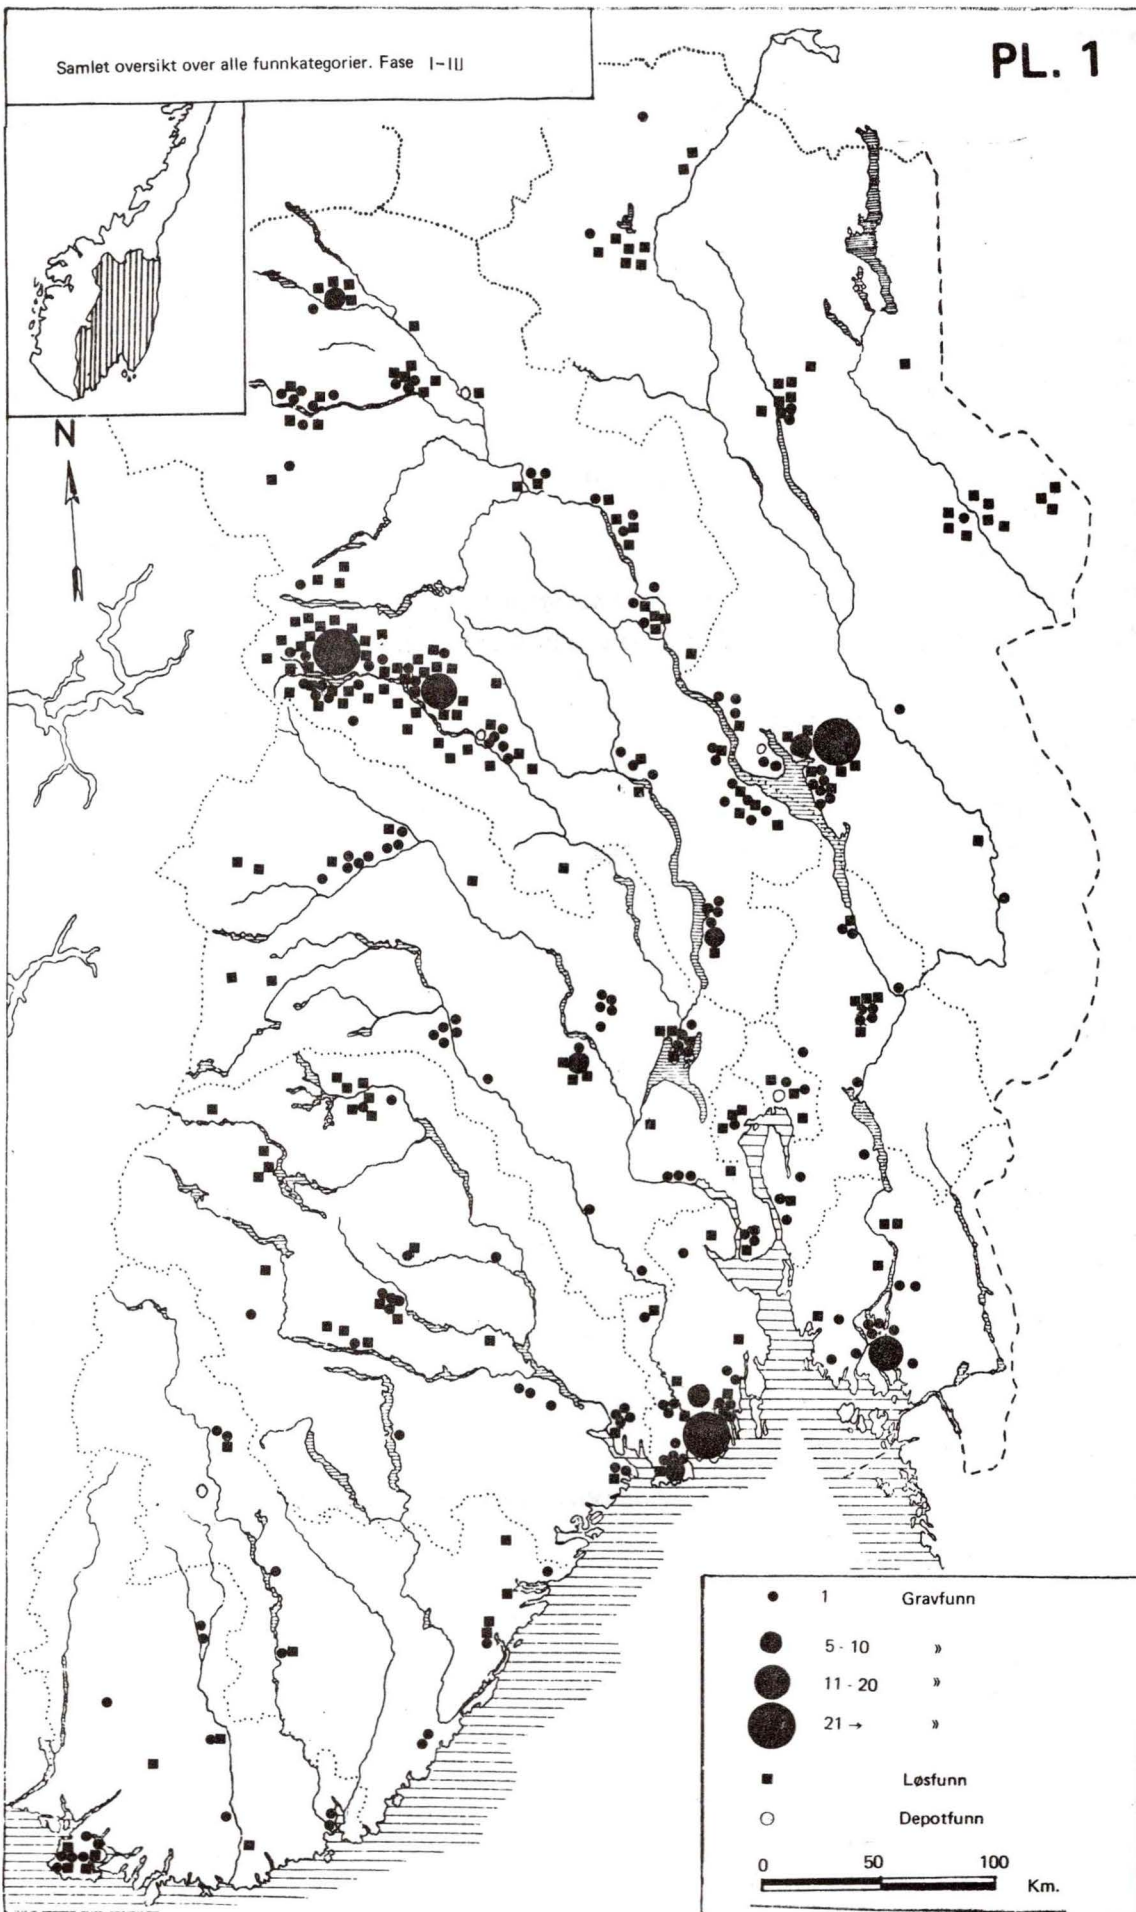 Samlet oversikt over alle funnkategorier. Fase I-III
PL. 1
N
1 Gravfunn
5 - 10 »
11 - 20 »
21 → »
Løsfunn
Depotfunn
0 50 100 Km.